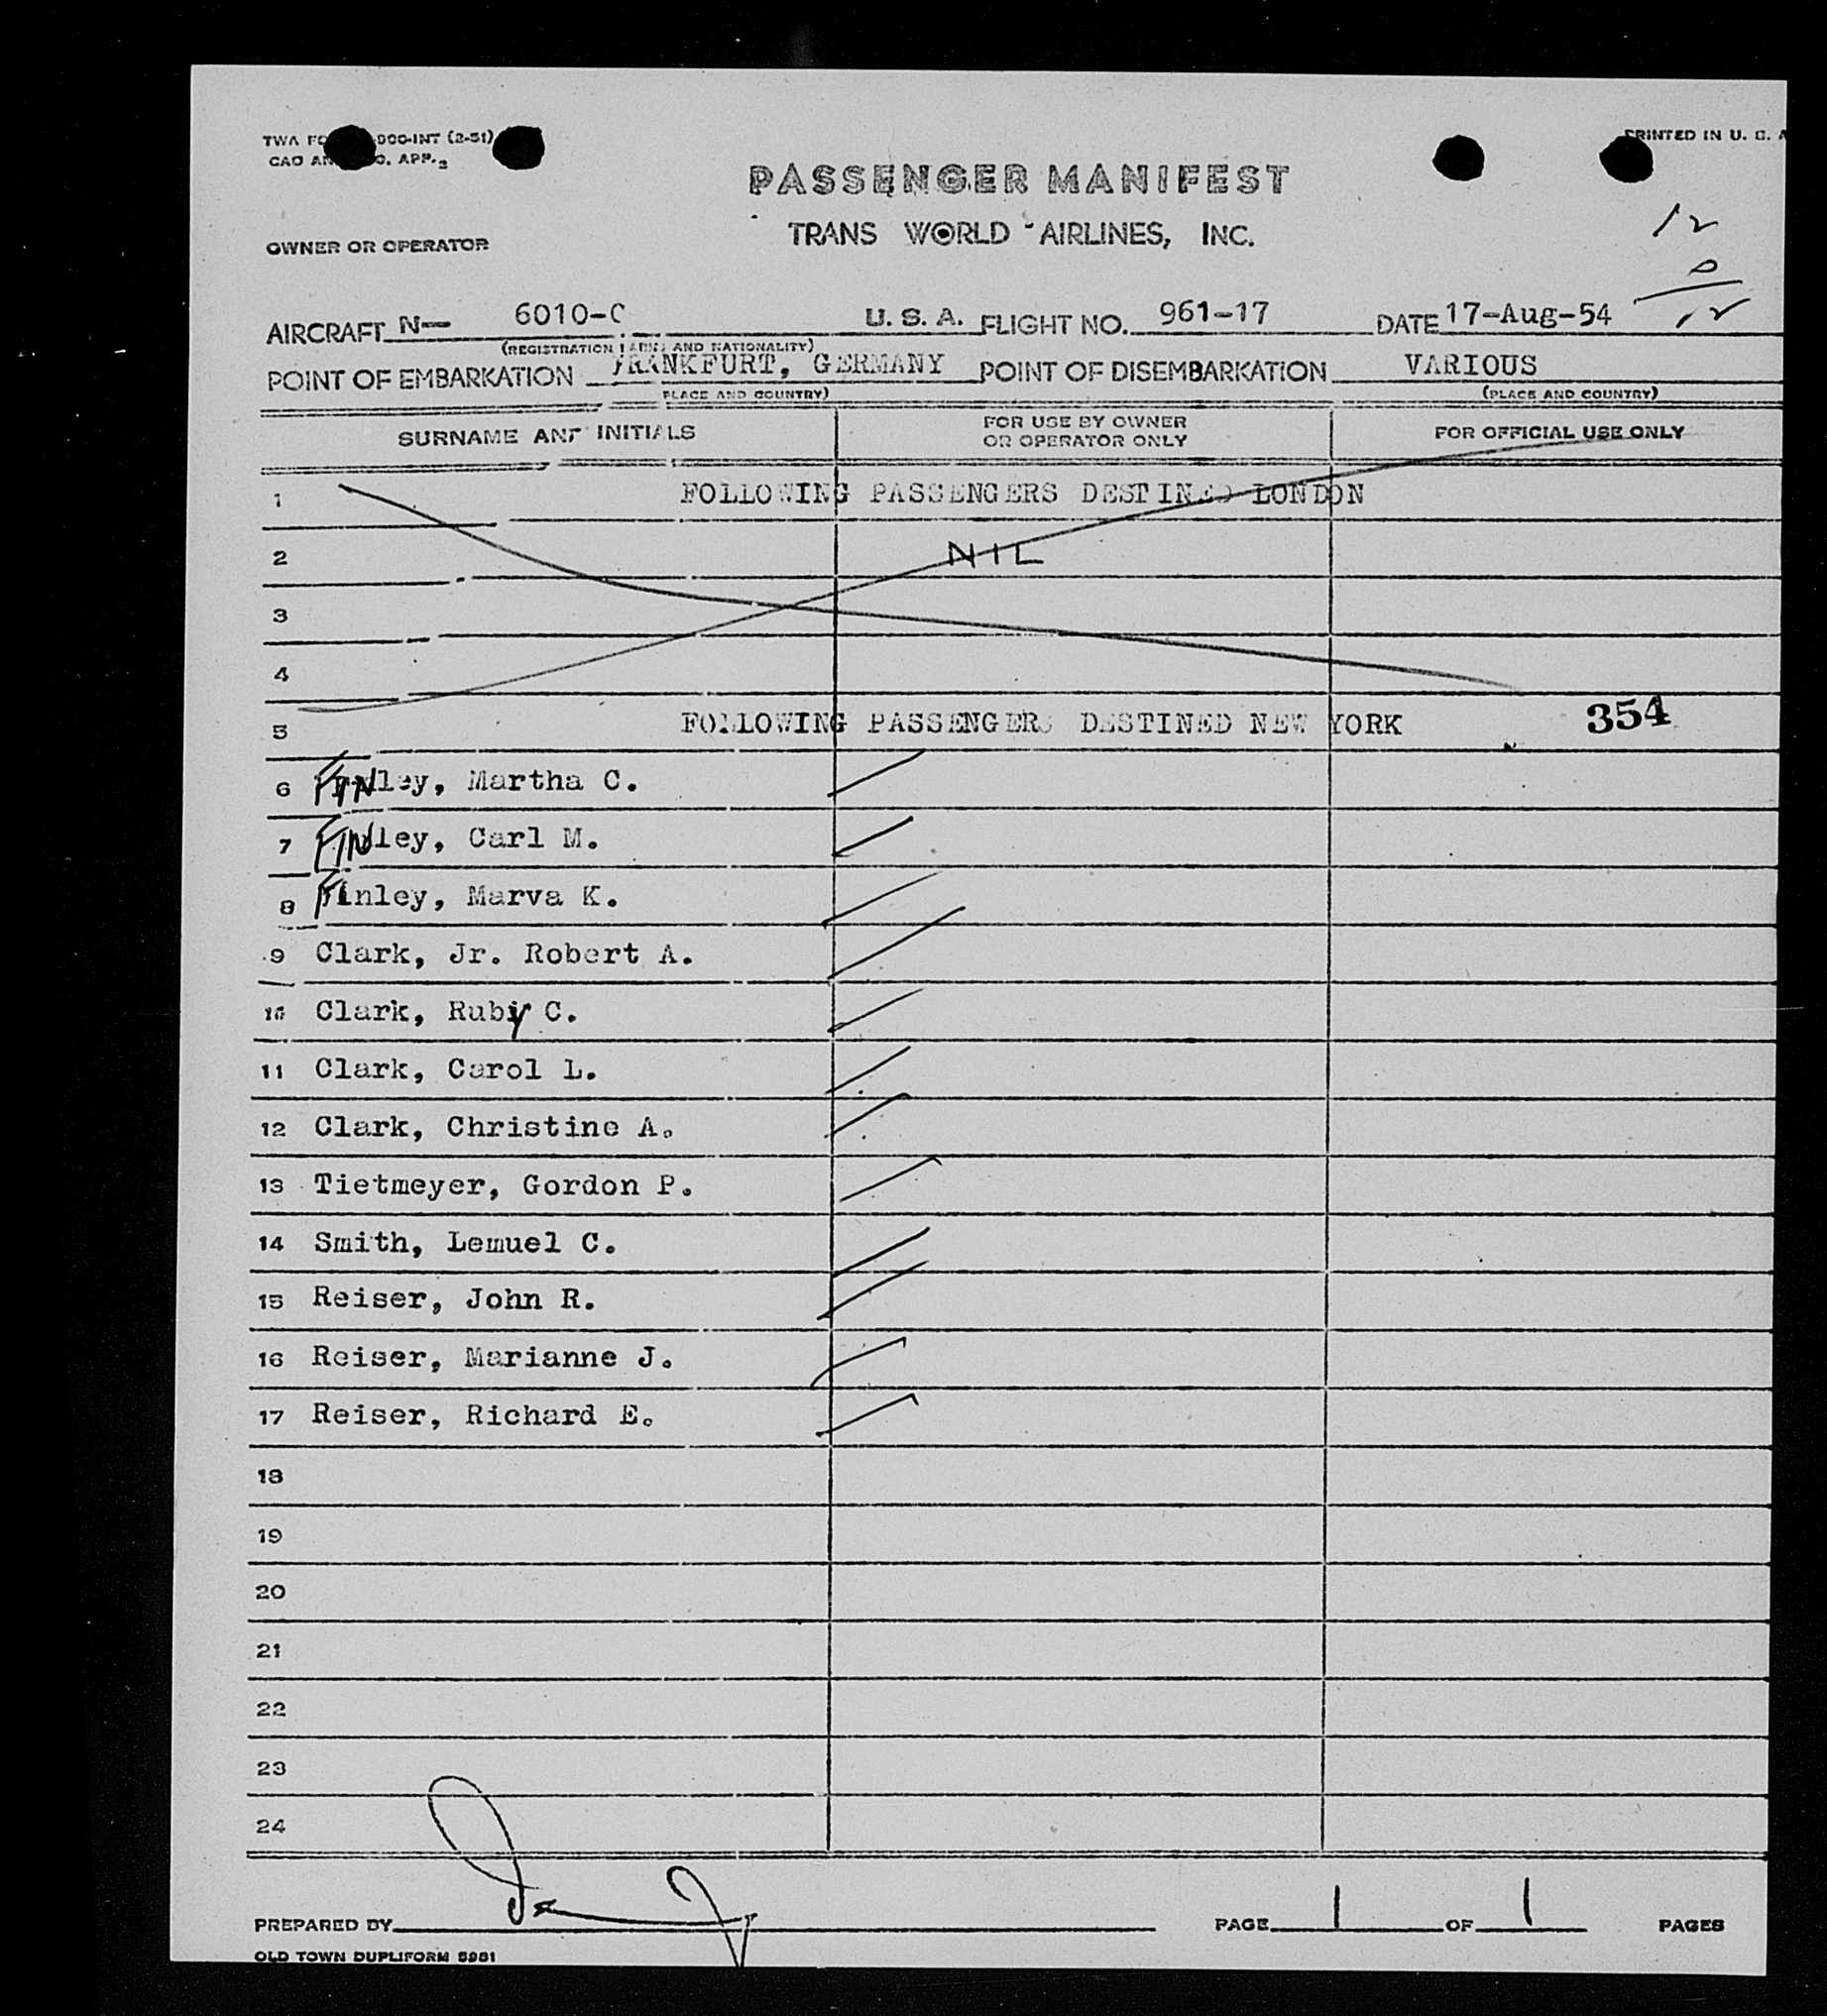 PRINTED IN U. S. A
PASSENGER MANIFEST
TRANS WORLD AIRLINES, INC.
12
0
12
OWNER OR OPERATOR
AIRCRAFT N— 6010-C U. S. A. FLIGHT NO. 961-17 DATE 17-Aug-54
(REGISTRATION MARKS AND NATIONALITY)
POINT OF EMBARKATION FRANKFURT, GERMANY POINT OF DISEMBARKATION VARIOUS
(PLACE AND COUNTRY) (PLACE AND COUNTRY)
SURNAME AND INITIALS FOR USE BY OWNER OR OPERATOR ONLY FOR OFFICIAL USE ONLY
1 FOLLOWING PASSENGERS DESTINED LONDON
2 NIL
3
4
5 FOLLOWING PASSENGERS DESTINED NEW YORK 354
6 FINley, Martha C.
7 FINley, Carl M.
8 Finley, Marva K.
9 Clark, Jr. Robert A.
10 Clark, Ruby C.
11 Clark, Carol L.
12 Clark, Christine A.
13 Tietmeyer, Gordon P.
14 Smith, Lemuel C.
15 Reiser, John R.
16 Reiser, Marianne J.
17 Reiser, Richard E.
18
19
20
21
22
23
24
PREPARED BY PAGE 1 OF 1 PAGES
OLD TOWN DUPLIFORM 5981